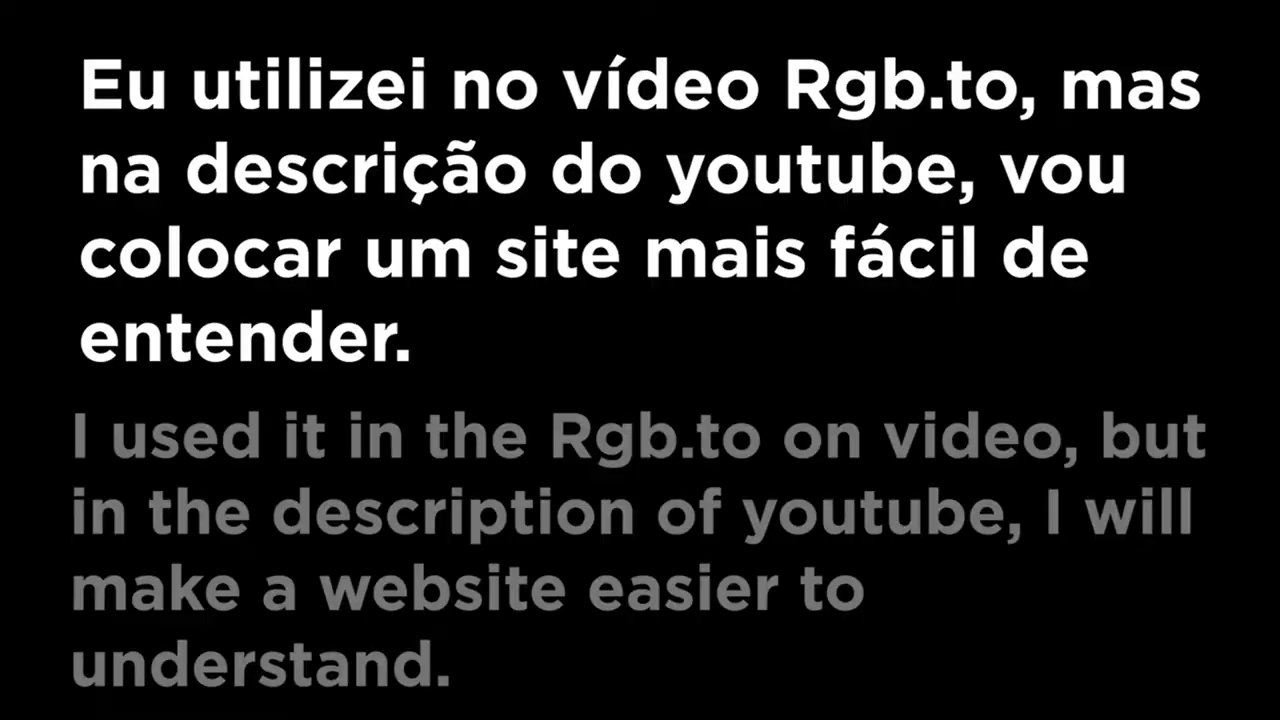 Eu utilizei no vídeo Rgb.to, mas
na descrição do youtube, vou
colocar um site mais fácil de
entender.
I used it in the Rgb.to on video, but
in the description of youtube, I will
make a website easier to
understand.